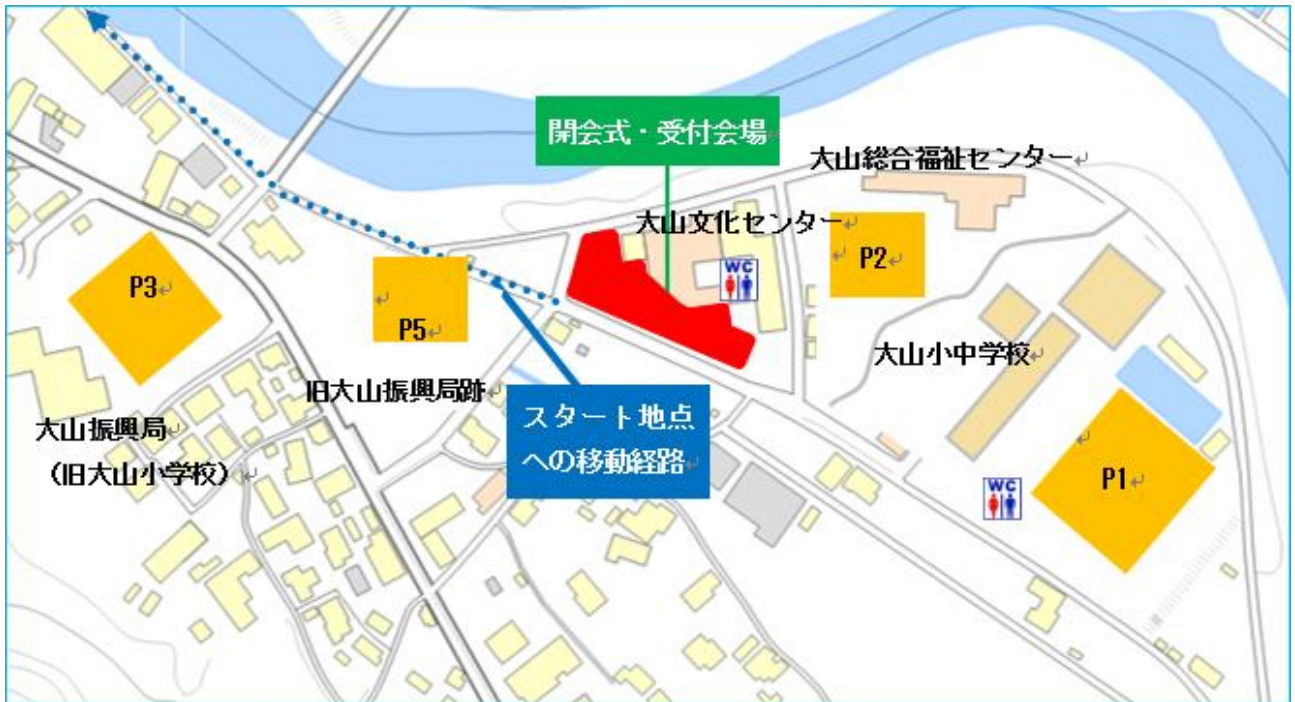 開会式・受付会場
大山総合福祉センター
大山文化センター
WC
P2
P3
P5
大山小中学校
旧大山振興局跡
スタート地点
への移動経路
大山振興局
（旧大山小学校）
WC
P1